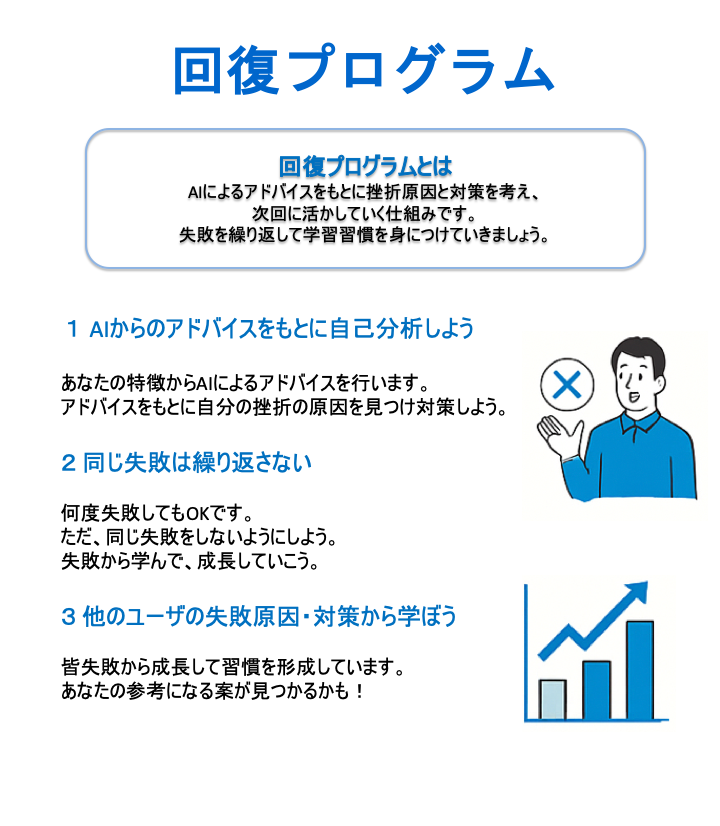 回復プログラム
回復プログラムとは
AIによるアドバイスをもとに挫折原因と対策を考え、
次回に活かしていく仕組みです。
失敗を繰り返して学習習慣を身につけていきましょう。
1 AIからのアドバイスをもとに自己分析しよう
あなたの特徴からAIによるアドバイスを行います。
アドバイスをもとに自分の挫折の原因を見つけ対策しよう。
2 同じ失敗は繰り返さない
何度失敗してもOKです。
ただ、同じ失敗をしないようにしよう。
失敗から学んで、成長していこう。
3 他のユーザの失敗原因・対策から学ぼう
皆失敗から成長して習慣を形成しています。
あなたの参考になる案が見つかるかも！